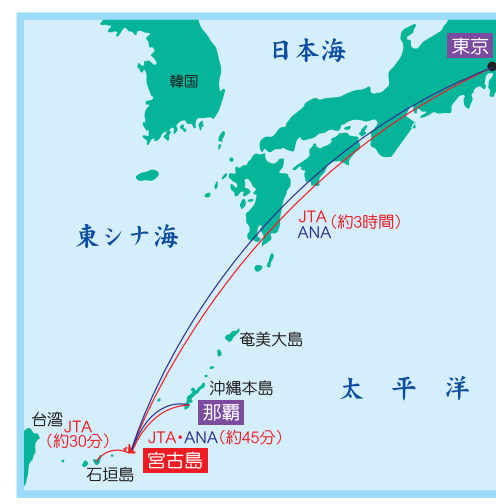 東京
日本海
韓国
東シナ海
JTA(約3時間)
ANA
奄美大島
沖縄本島
太平洋
那覇
台湾
JTA
(約30分)
JTA・ANA(約45分)
宮古島
石垣島